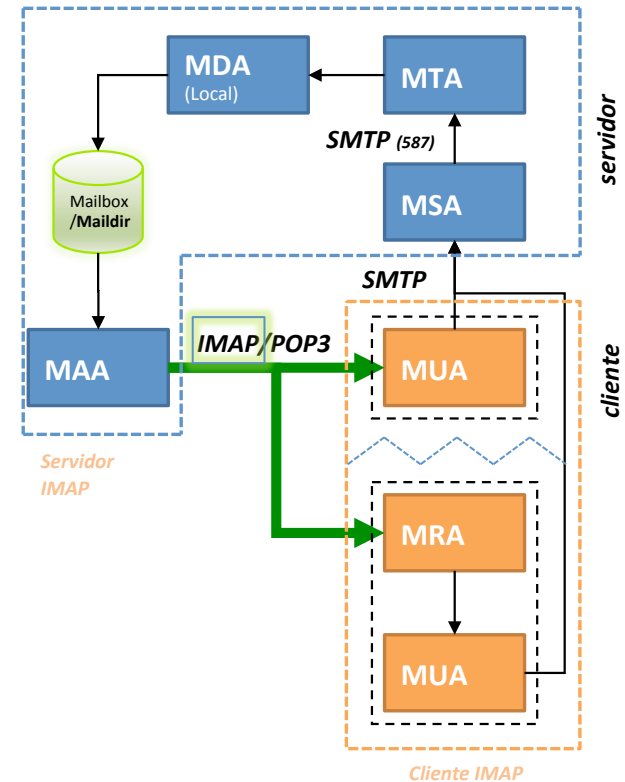 MDA
(Local)
MTA
servidor
SMTP (587)
Mailbox
/Maildir
MSA
SMTP
IMAP/POP3
MAA
MUA
cliente
Servidor
IMAP
MRA
MUA
Cliente IMAP